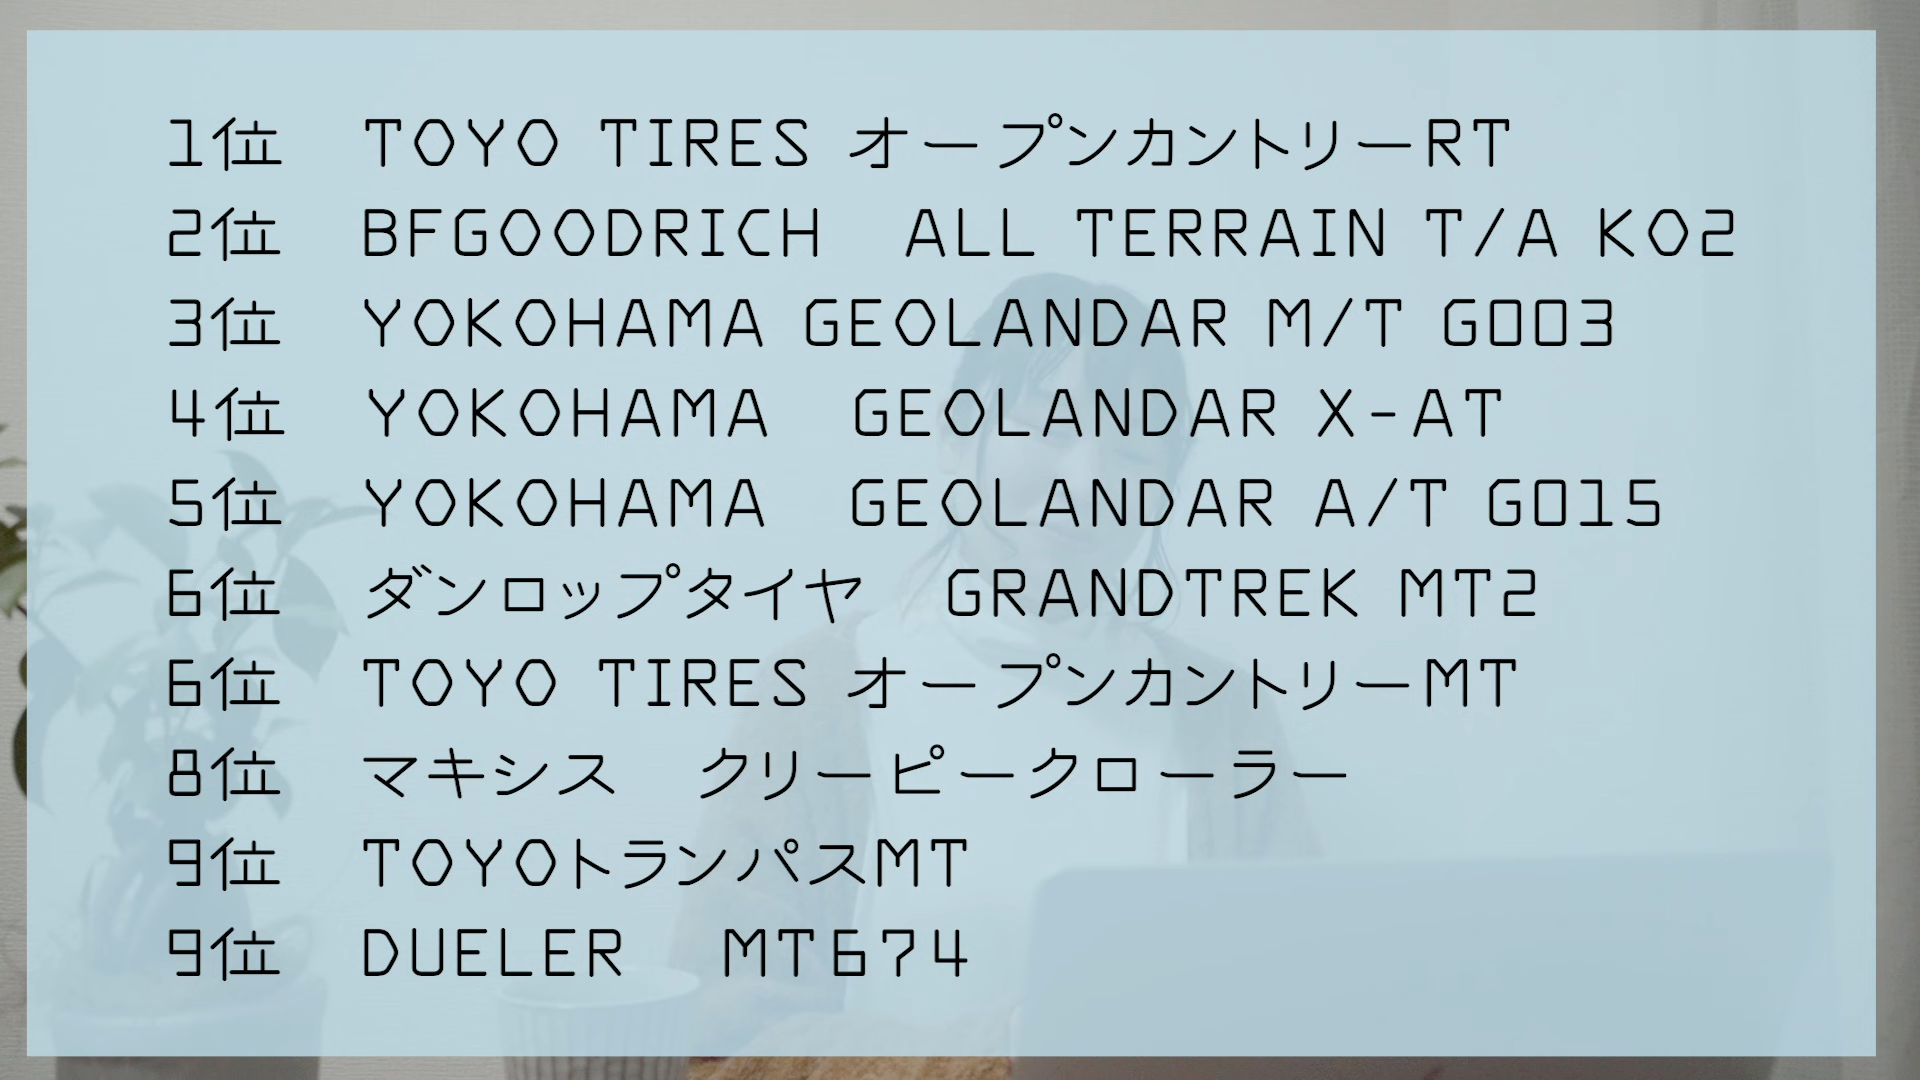 1位 TOYO TIRES オープンカントリーRT
2位 BFGOODRICH ALL TERRAIN T/A KO2
3位 YOKOHAMA GEOLANDAR M/T G003
4位 YOKOHAMA GEOLANDAR X-AT
5位 YOKOHAMA GEOLANDAR A/T G015
6位 ダンロップタイヤ GRANDTREK MT2
6位 TOYO TIRES オープンカントリーMT
8位 マキシス クリーピークローラー
9位 TOYOトランパスMT
9位 DUELER MT674